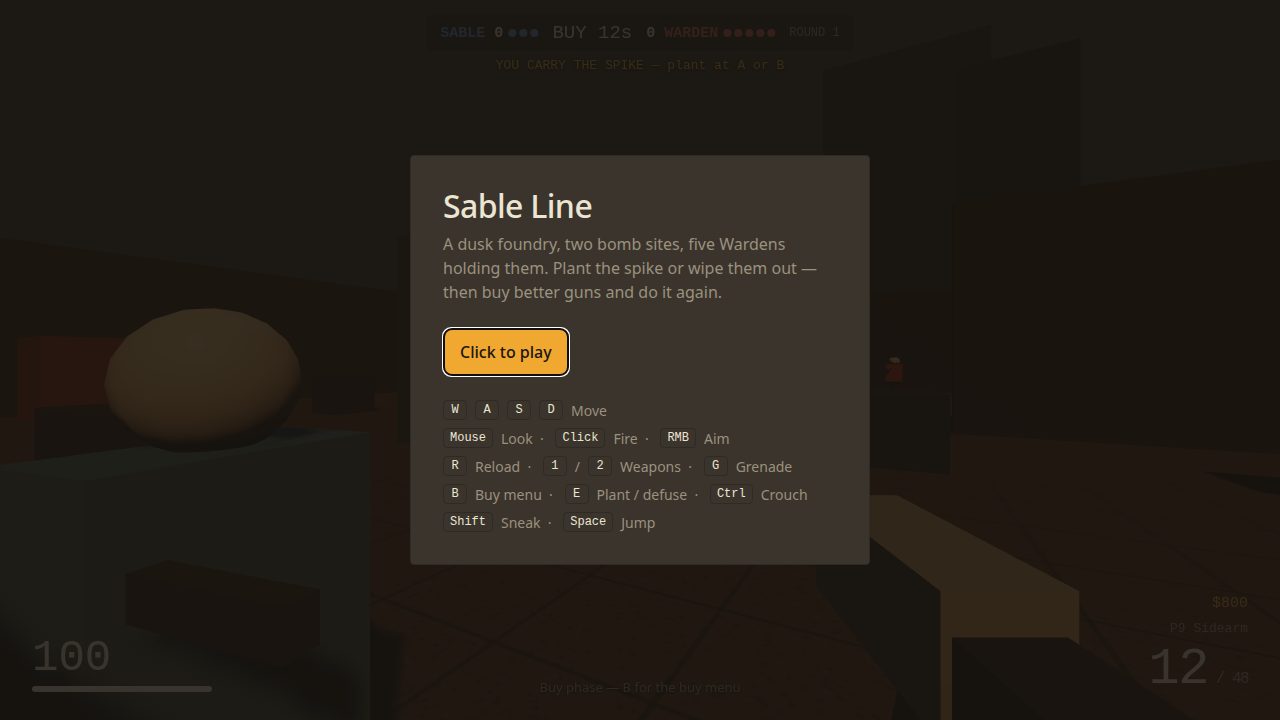 SABLE 0 BUY 12s 0 WARDEN ROUND 1
YOU CARRY THE SPIKE — plant at A or B
Sable Line
A dusk foundry, two bomb sites, five Wardens
holding them. Plant the spike or wipe them out —
then buy better guns and do it again.
Click to play
W A S D Move
Mouse Look · Click Fire · RMB Aim
R Reload · 1 / 2 Weapons · G Grenade
B Buy menu · E Plant / defuse · Ctrl Crouch
Shift Sneak · Space Jump
$800
P9 Sidearm
100
12 / 48
Buy phase — B for the buy menu